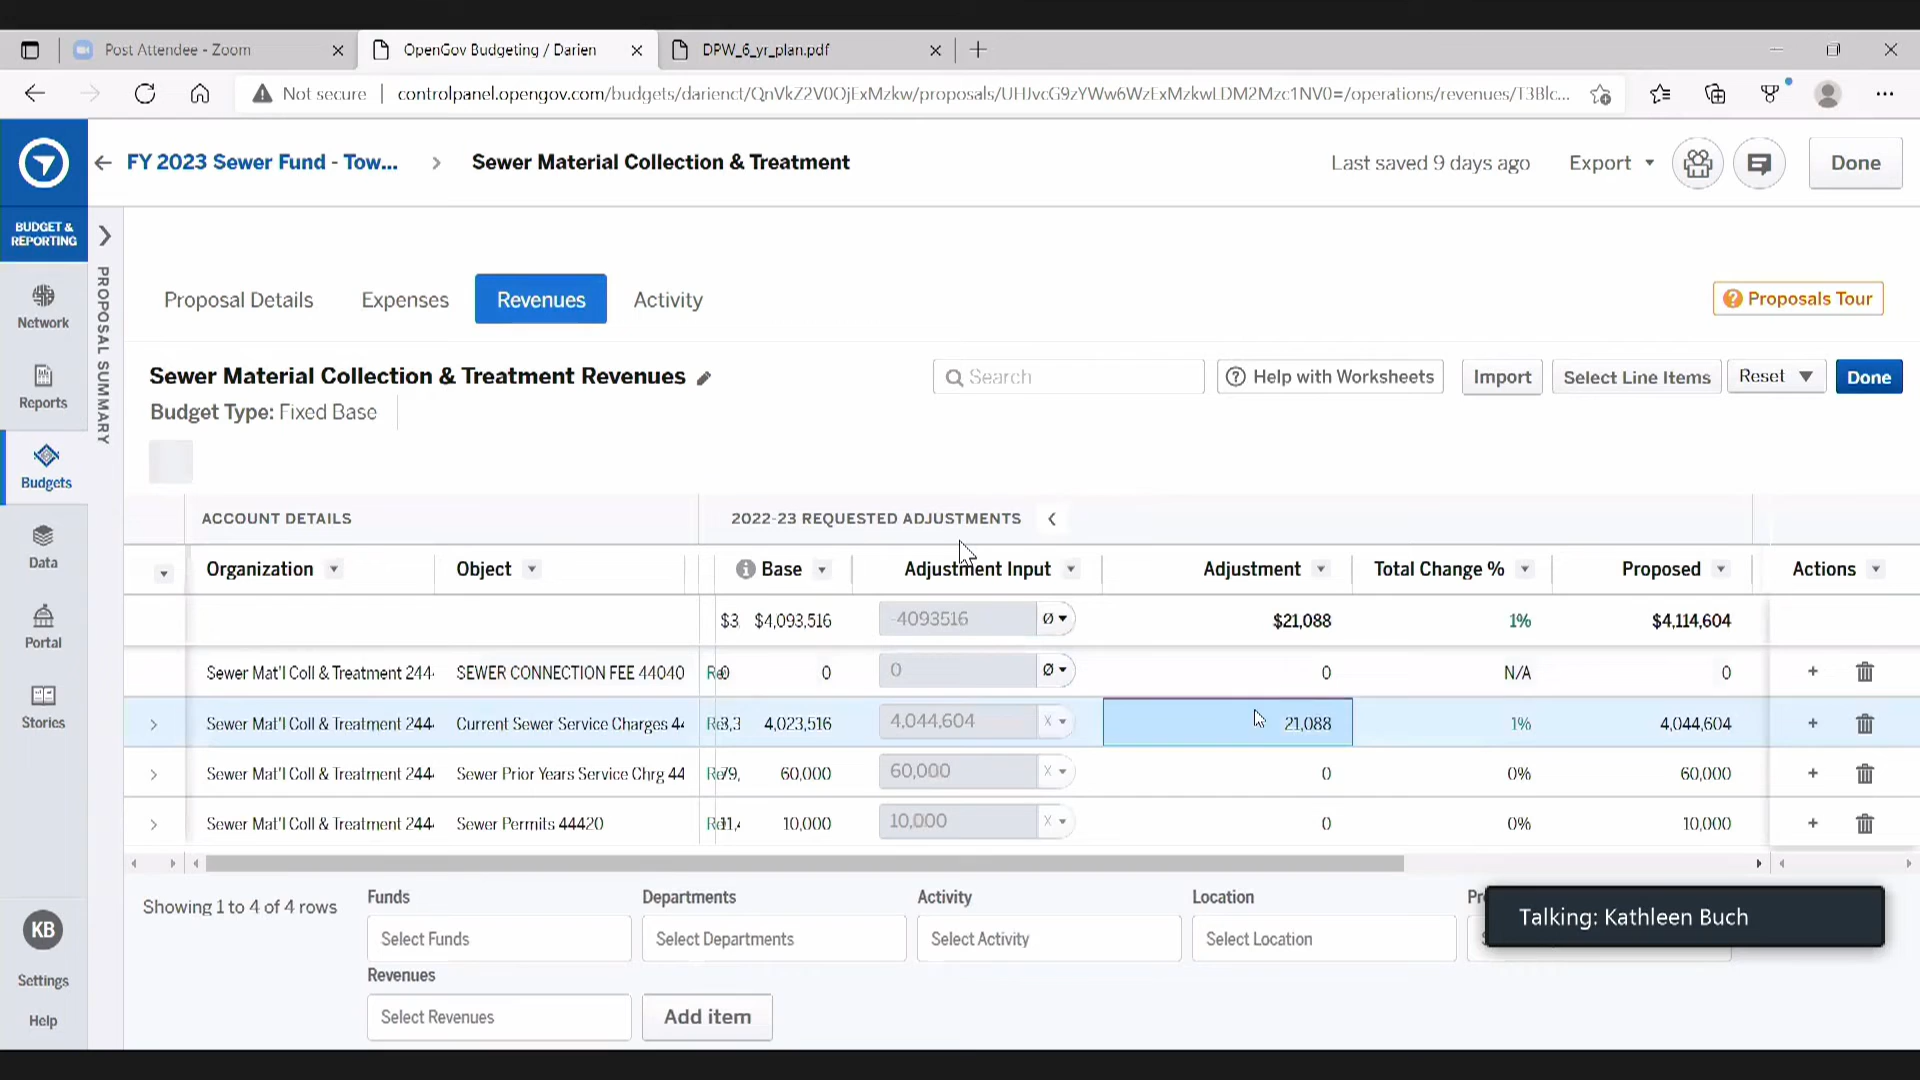 Post Attendee - Zoom
OpenGov Budgeting / Darien
DPW_6_yr_plan.pdf
Not secure
controlpanel.opengov.com/budgets/darienct/QnVkZ2V0OjExMzkw/proposals/UHJvcG9zYWw6WzExMzkwLDM2Mzc1NV0=/operations/revenues/T3Blc...
FY 2023 Sewer Fund - Tow...
Sewer Material Collection & Treatment
Last saved 9 days ago
Export
Done
BUDGET & REPORTING
PROPOSAL SUMMARY
Network
Reports
Budgets
Data
Portal
Stories
KB
Settings
Help
Proposal Details
Expenses
Revenues
Activity
Proposals Tour
Sewer Material Collection & Treatment Revenues
Search
Help with Worksheets
Import
Select Line Items
Reset
Done
Budget Type: Fixed Base
ACCOUNT DETAILS
2022-23 REQUESTED ADJUSTMENTS
Organization Object Base Adjustment Input Adjustment Total Change % Proposed Actions
$3, $4,093,516 -4093516 Ø $21,088 1% $4,114,604
Sewer Mat'l Coll & Treatment 244 SEWER CONNECTION FEE 44040 0 0 0 Ø 0 N/A 0 +
Sewer Mat'l Coll & Treatment 244 Current Sewer Service Charges 44 3,3 4,023,516 4,044,604 X 21,088 1% 4,044,604 +
Sewer Mat'l Coll & Treatment 244 Sewer Prior Years Service Chrg 44 79, 60,000 60,000 X 0 0% 60,000 +
Sewer Mat'l Coll & Treatment 244 Sewer Permits 44420 10,000 10,000 X 0 0% 10,000 +
Showing 1 to 4 of 4 rows
Funds
Select Funds
Departments
Select Departments
Activity
Select Activity
Location
Select Location
Talking: Kathleen Buch
Revenues
Select Revenues
Add item